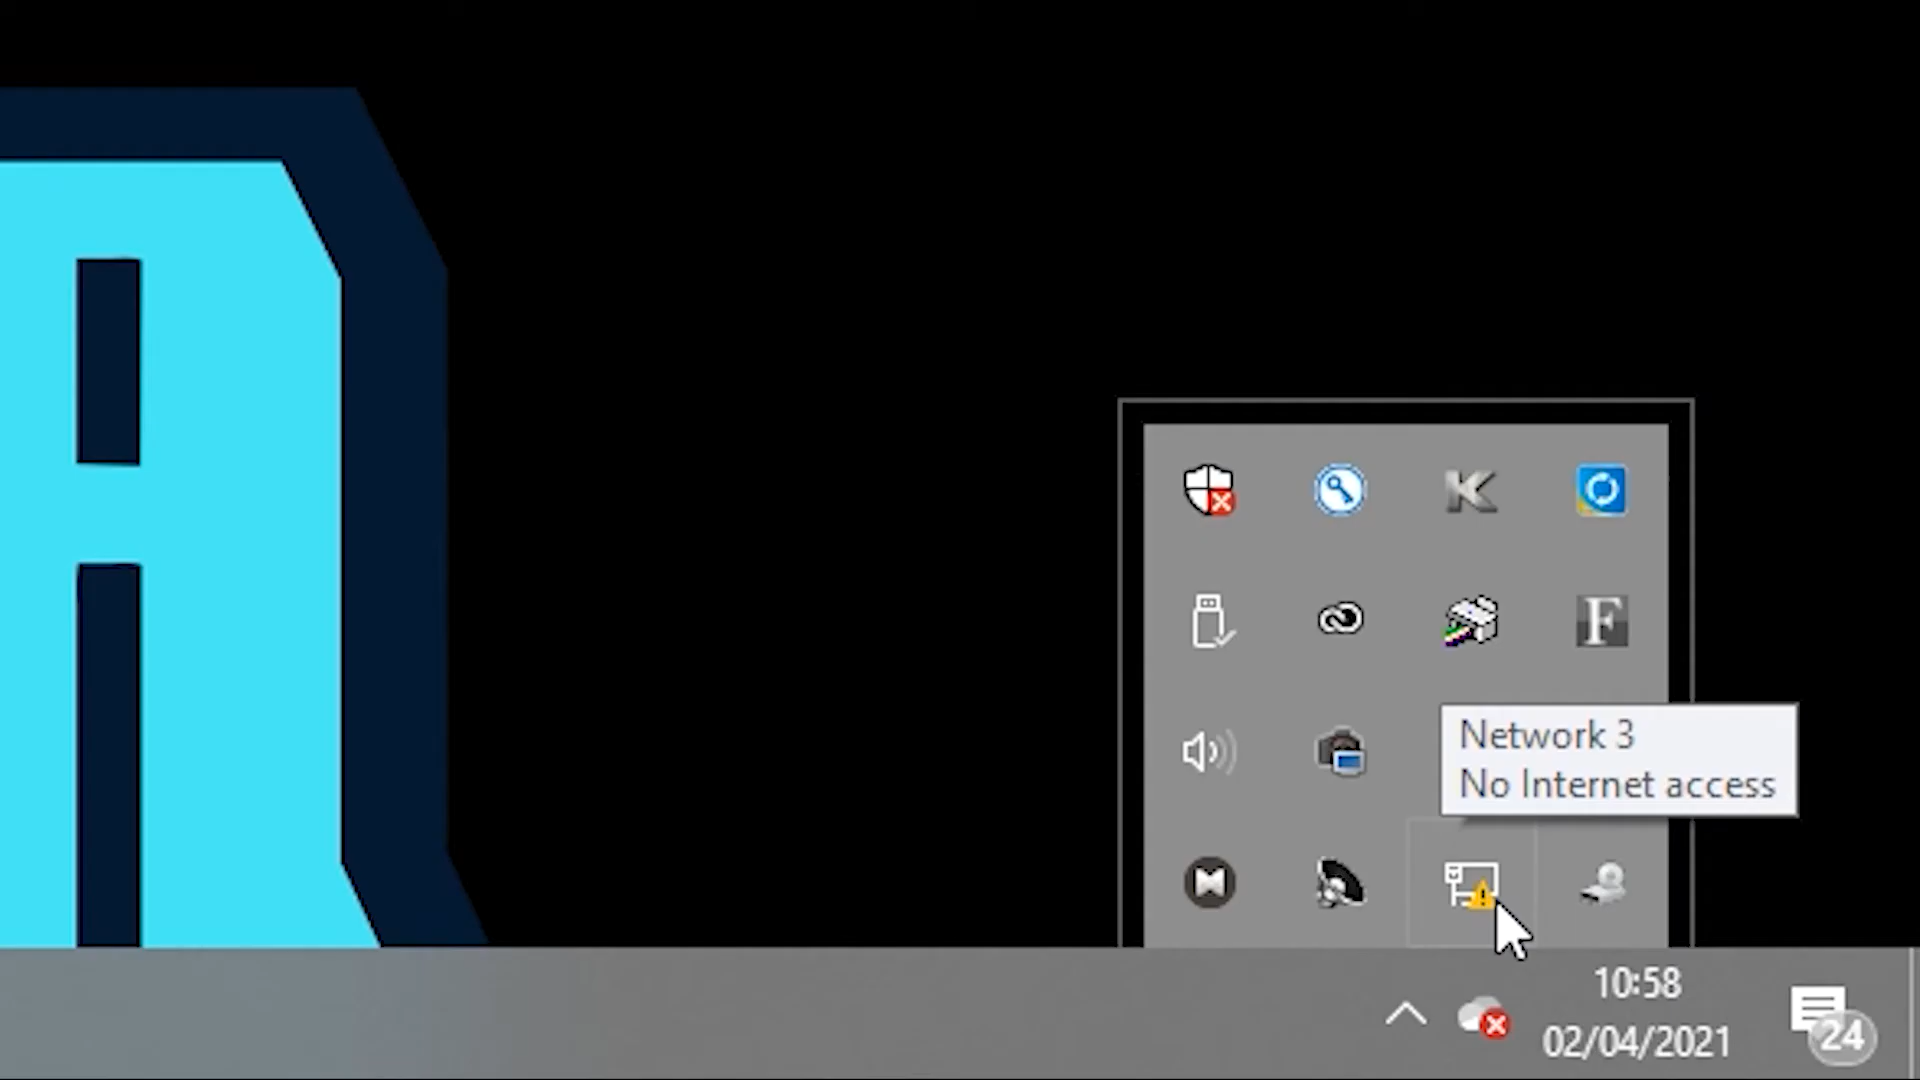 A
K
F
Network 3
No Internet access
10:58
02/04/2021
24